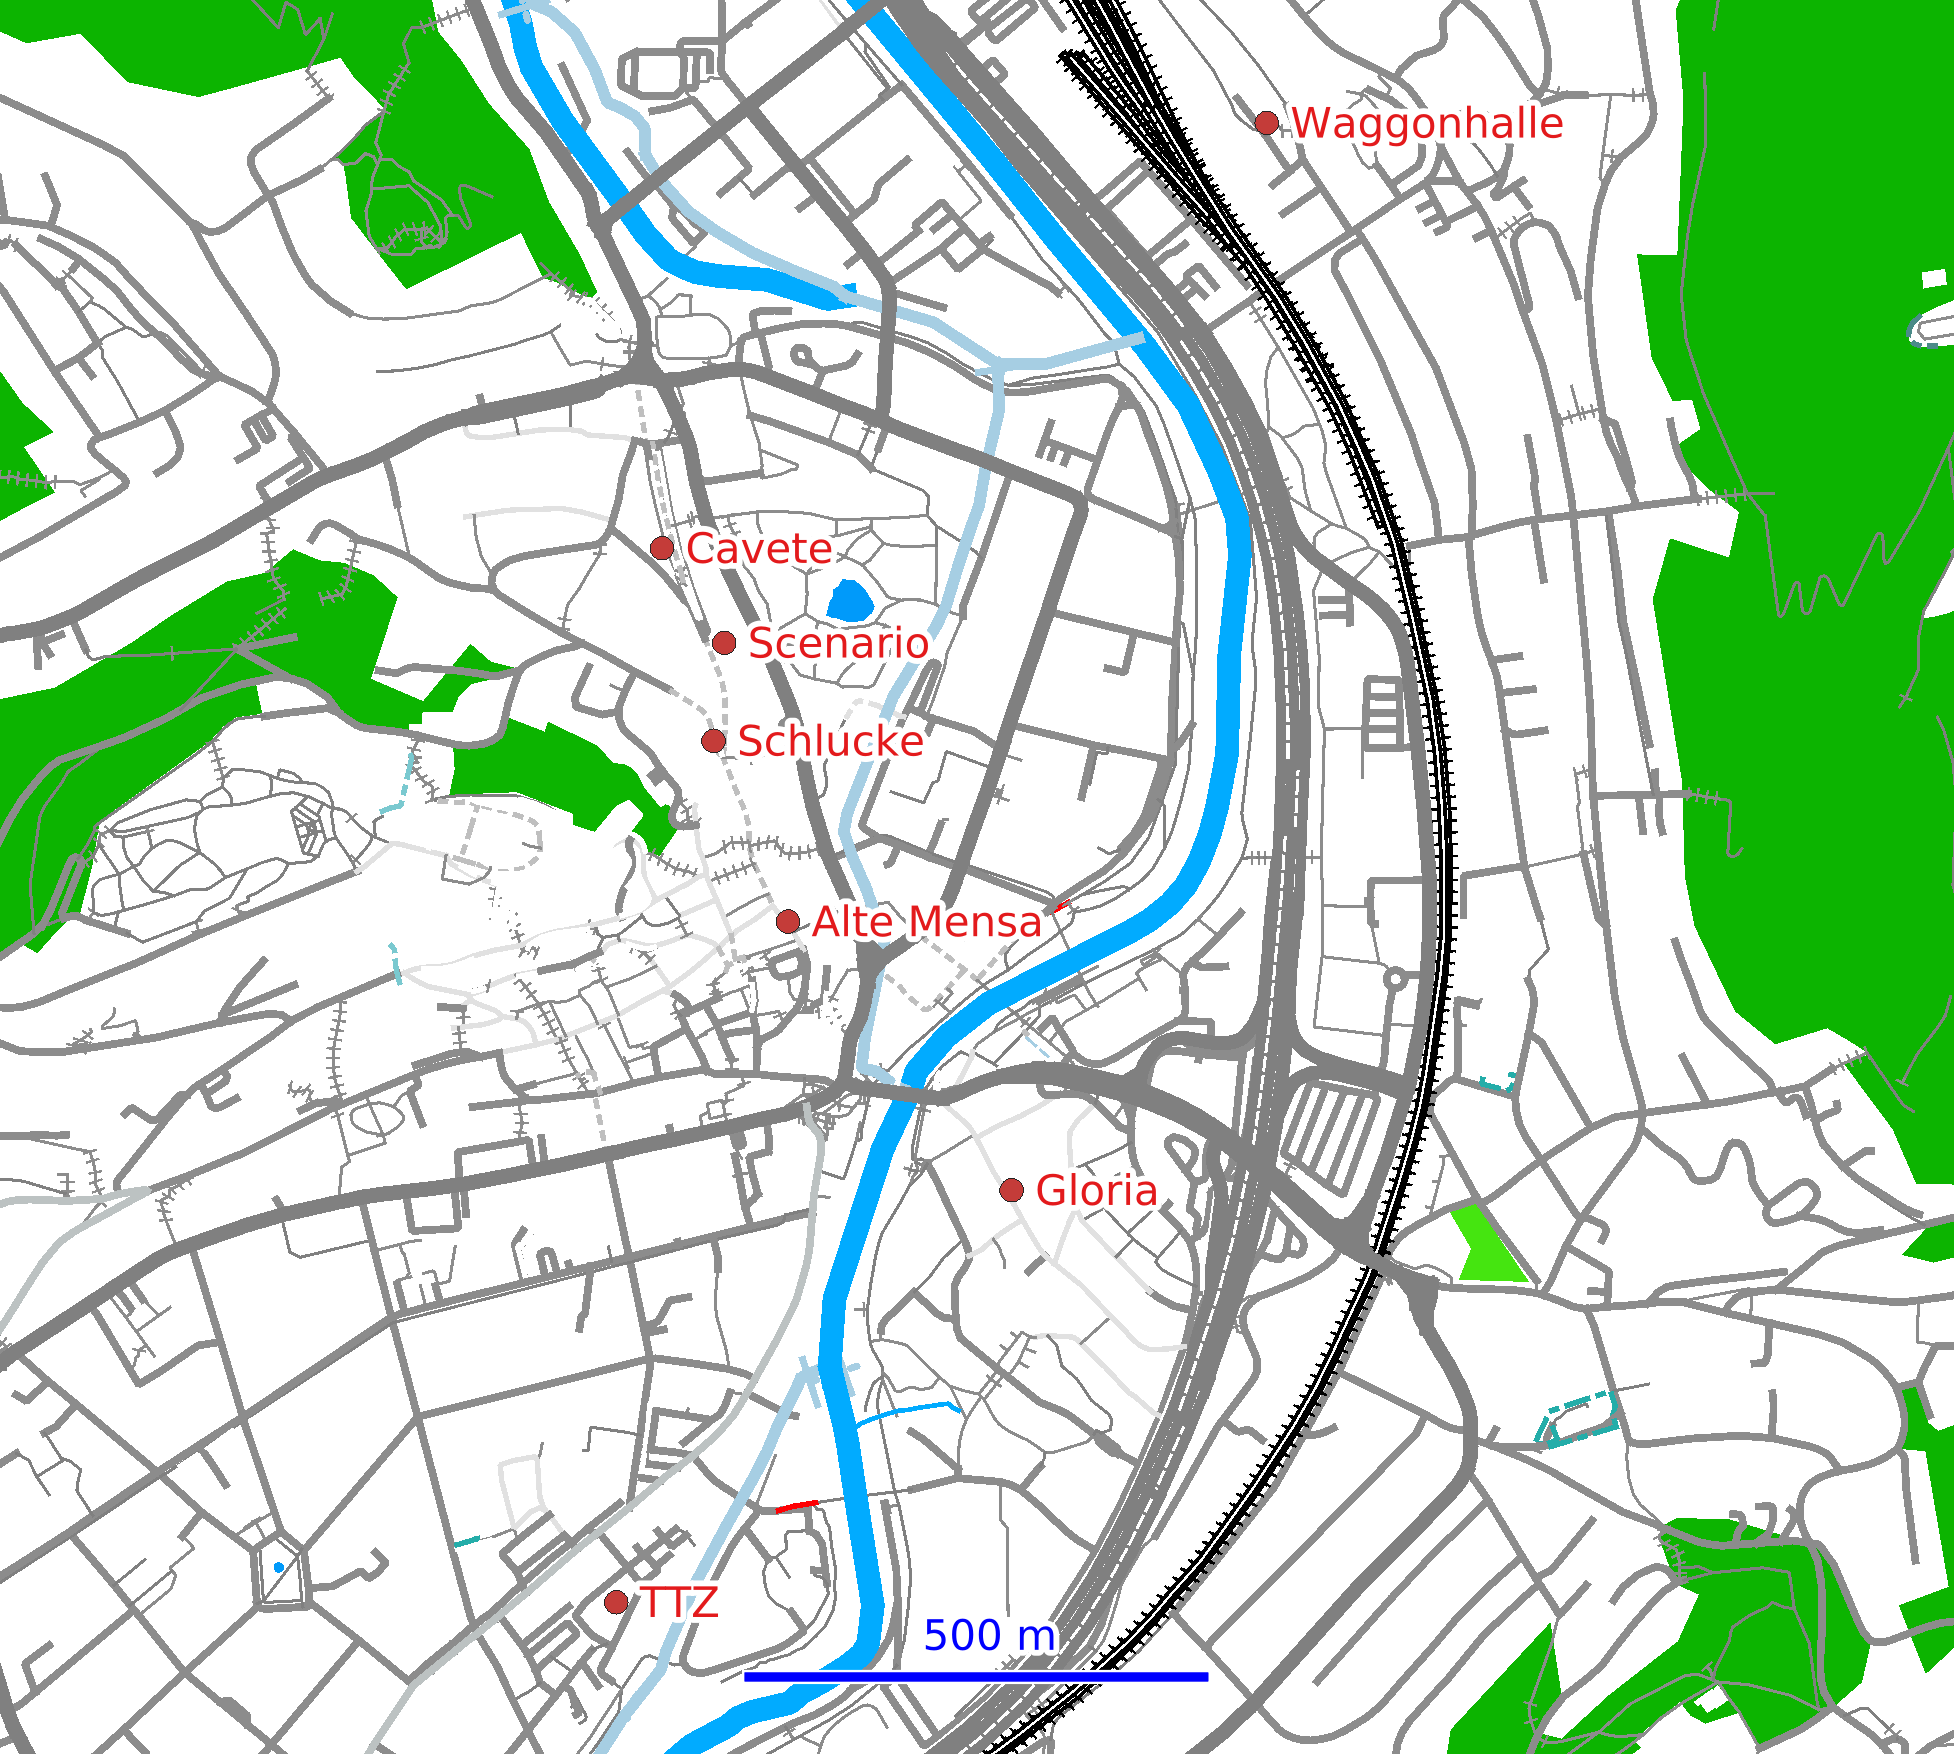 Waggonhalle
Cavete
Scenario
Schlucke
Alte Mensa
Gloria
TTZ
500 m